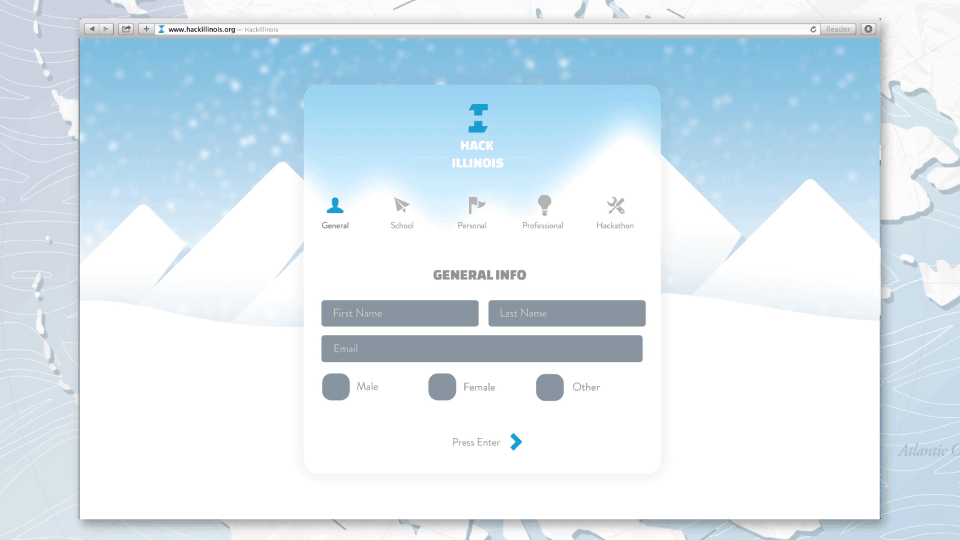 www.hackillinois.org — HackIllinois
Reader
HACK
ILLINOIS
General School Personal Professional Hackathon
GENERAL INFO
First Name Last Name
Email
Male Female Other
Press Enter
Atlantic